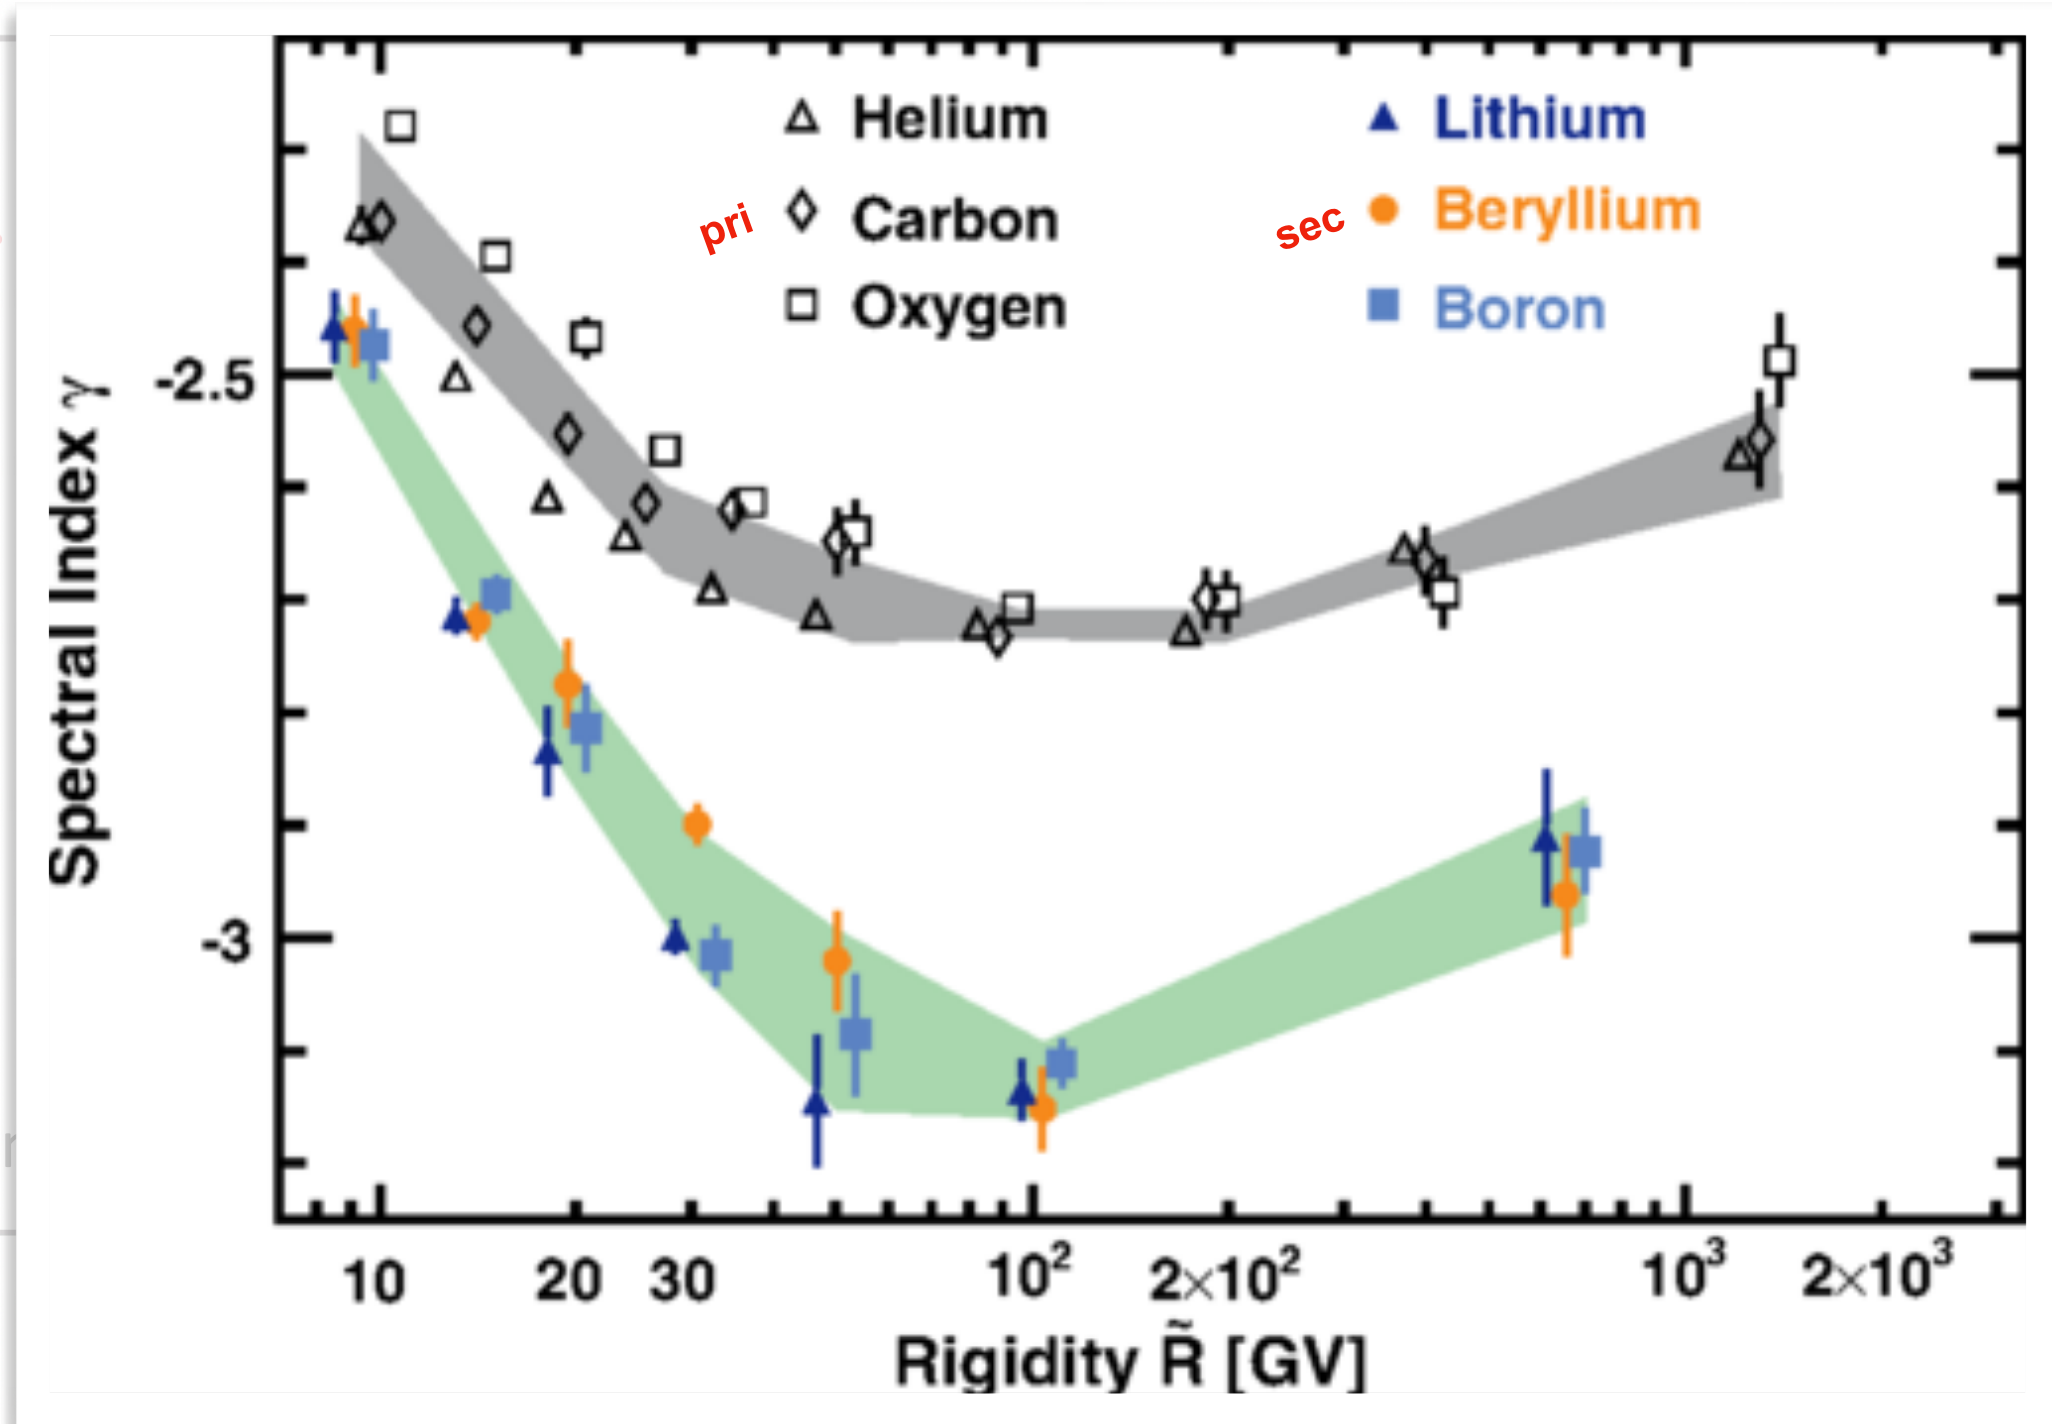 Helium
Lithium
pri
Carbon
sec
Beryllium
Oxygen
Boron
Spectral Index γ
-2.5
-3
10
20
30
10²
2×10²
10³
2×10³
Rigidity R̃ [GV]